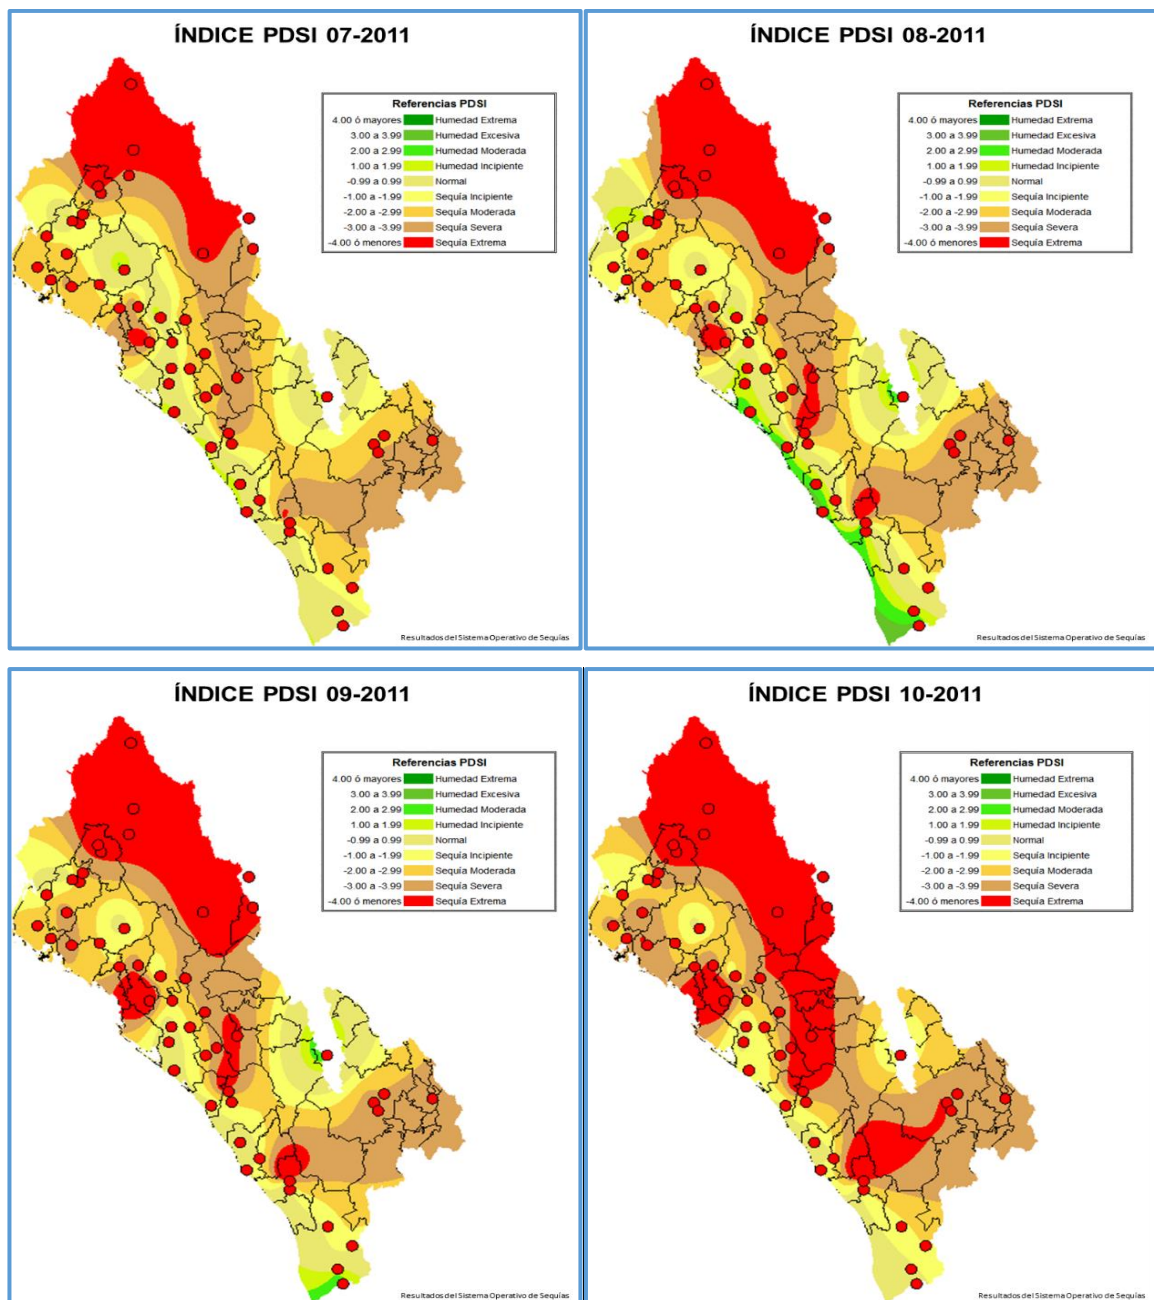 ÍNDICE PDSI 07-2011
Referencias PDSI
4.00 ó mayores Humedad Extrema
3.00 a 3.99 Humedad Excesiva
2.00 a 2.99 Humedad Moderada
1.00 a 1.99 Humedad Incipiente
-0.99 a 0.99 Normal
-1.00 a -1.99 Sequía Incipiente
-2.00 a -2.99 Sequía Moderada
-3.00 a -3.99 Sequía Severa
-4.00 ó menores Sequía Extrema
Resultados del Sistema Operativo de Sequías
ÍNDICE PDSI 08-2011
Referencias PDSI
4.00 ó mayores Humedad Extrema
3.00 a 3.99 Humedad Excesiva
2.00 a 2.99 Humedad Moderada
1.00 a 1.99 Humedad Incipiente
-0.99 a 0.99 Normal
-1.00 a -1.99 Sequía Incipiente
-2.00 a -2.99 Sequía Moderada
-3.00 a -3.99 Sequía Severa
-4.00 ó menores Sequía Extrema
Resultados del Sistema Operativo de Sequías
ÍNDICE PDSI 09-2011
Referencias PDSI
4.00 ó mayores Humedad Extrema
3.00 a 3.99 Humedad Excesiva
2.00 a 2.99 Humedad Moderada
1.00 a 1.99 Humedad Incipiente
-0.99 a 0.99 Normal
-1.00 a -1.99 Sequía Incipiente
-2.00 a -2.99 Sequía Moderada
-3.00 a -3.99 Sequía Severa
-4.00 ó menores Sequía Extrema
Resultados del Sistema Operativo de Sequías
ÍNDICE PDSI 10-2011
Referencias PDSI
4.00 ó mayores Humedad Extrema
3.00 a 3.99 Humedad Excesiva
2.00 a 2.99 Humedad Moderada
1.00 a 1.99 Humedad Incipiente
-0.99 a 0.99 Normal
-1.00 a -1.99 Sequía Incipiente
-2.00 a -2.99 Sequía Moderada
-3.00 a -3.99 Sequía Severa
-4.00 ó menores Sequía Extrema
Resultados del Sistema Operativo de Sequías